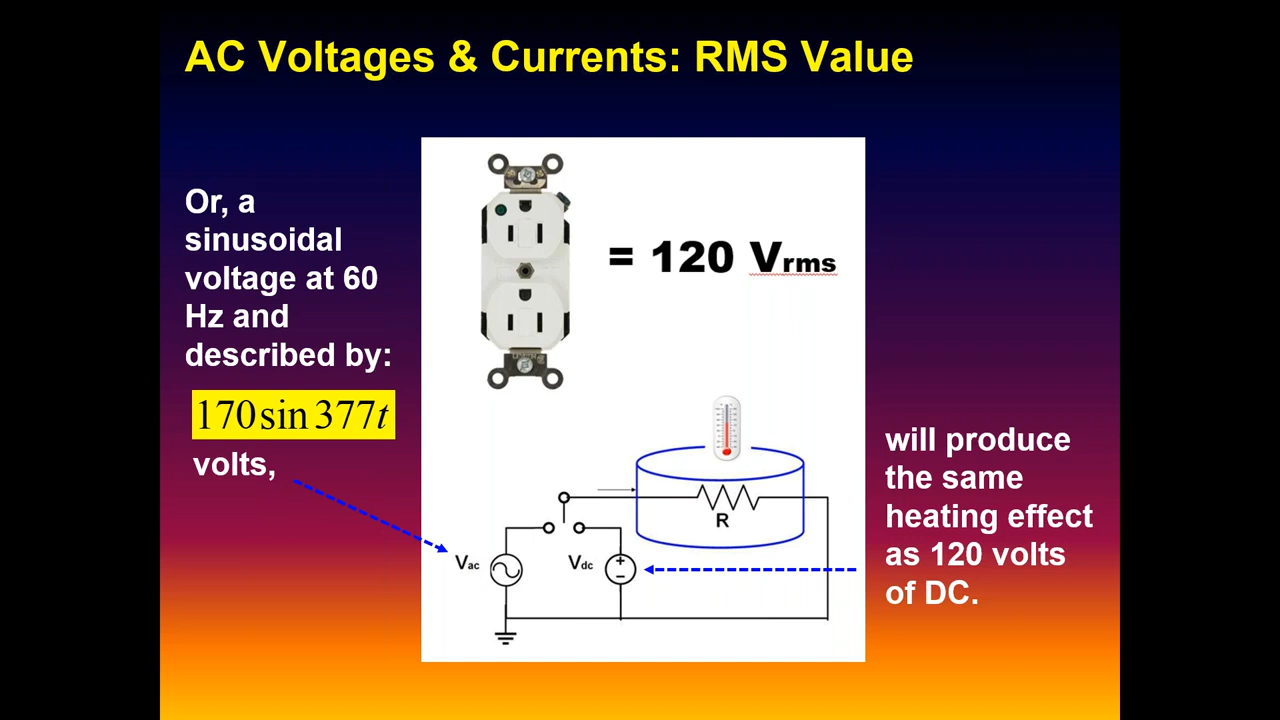 AC Voltages & Currents: RMS Value
Or, a
sinusoidal
voltage at 60
Hz and
described by:
170 sin 377t
volts,
= 120 Vrms
R
Vac
Vdc
+
−
will produce
the same
heating effect
as 120 volts
of DC.